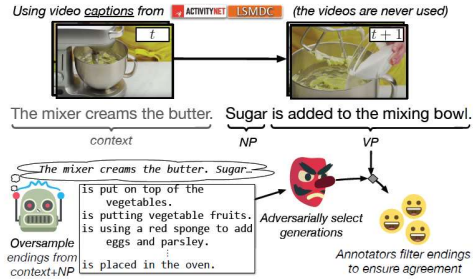 Using video captions from ACTIVITYNET LSMDC (the videos are never used)
t
t + 1
The mixer creams the butter. Sugar is added to the mixing bowl.
context
NP
VP
The mixer creams the butter. Sugar…
is put on top of the
vegetables.
is putting vegetable fruits.
is using a red sponge to add
eggs and parsley.
⋮
is placed in the oven.
Oversample
endings from
context+NP
Adversarially select
generations
Annotators filter endings
to ensure agreement